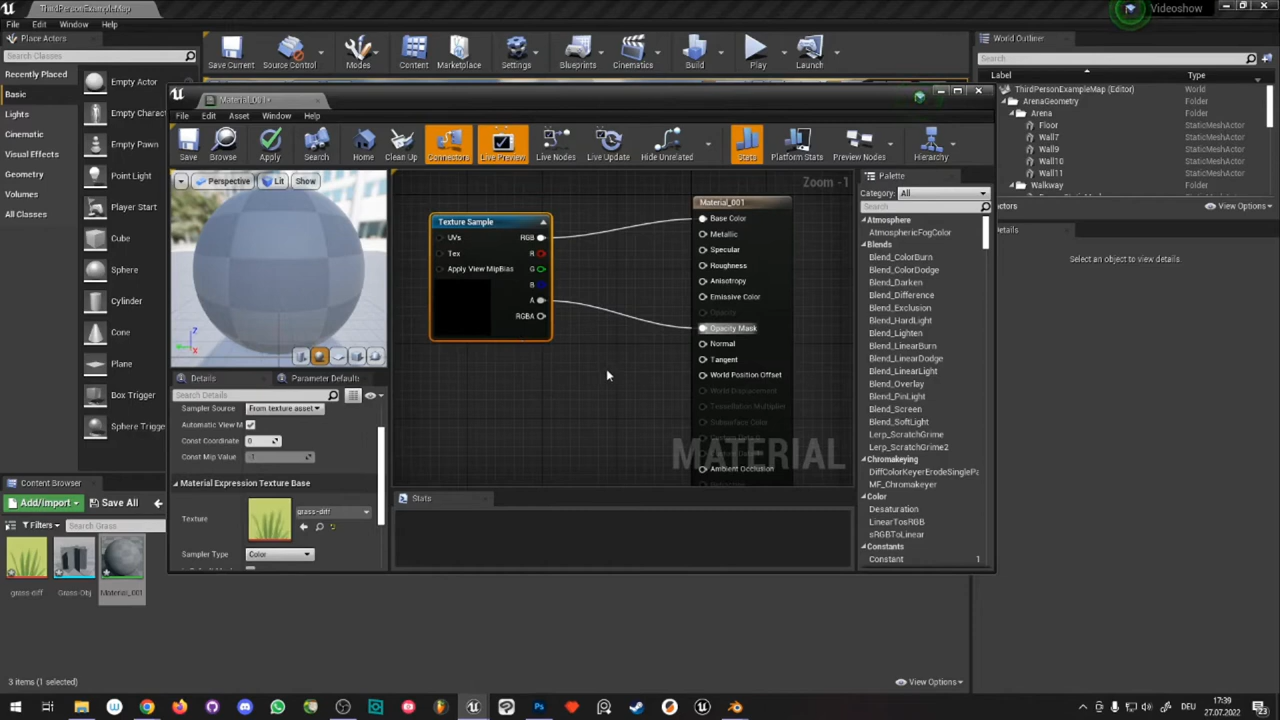 ThirdPersonExampleMap
Videoshow
File Edit Window Help
Place Actors
Search Classes
Recently Placed
Basic
Lights
Cinematic
Visual Effects
Geometry
Volumes
All Classes
Empty Actor
Empty Charact
Empty Pawn
Point Light
Player Start
Cube
Sphere
Cylinder
Cone
Plane
Box Trigger
Sphere Trigge
Save Current
Source Control
Modes
Content
Marketplace
Settings
Blueprints
Cinematics
Build
Play
Launch
World Outliner
Search
Label
Type
ThirdPersonExampleMap (Editor) World
ArenaGeometry Folder
Arena Folder
Floor StaticMeshActor
Wall7 StaticMeshActor
Wall9 StaticMeshActor
Wall10 StaticMeshActor
Wall11 StaticMeshActor
Walkway Folder
actors
View Options
Details
Select an object to view details.
Material_001*
File Edit Asset Window Help
Save
Browse
Apply
Search
Home
Clean Up
Connectors
Live Preview
Live Nodes
Live Update
Hide Unrelated
Stats
Platform Stats
Preview Nodes
Hierarchy
Perspective
Lit
Show
Zoom -1
Texture Sample
UVs
Tex
Apply View MipBias
RGB
R
G
B
A
RGBA
Material_001
Base Color
Metallic
Specular
Roughness
Anisotropy
Emissive Color
Opacity
Opacity Mask
Normal
Tangent
World Position Offset
World Displacement
Tessellation Multiplier
Subsurface Color
Ambient Occlusion
MATERIAL
Details
Parameter Defaults
Search Details
Sampler Source
From texture asset
Automatic View M
Const Coordinate
0
Const Mip Value
-1
Material Expression Texture Base
Texture
grass-diff
Sampler Type
Color
Stats
Palette
Category:
All
Search
Atmosphere
AtmosphericFogColor
Blends
Blend_ColorBurn
Blend_ColorDodge
Blend_Darken
Blend_Difference
Blend_Exclusion
Blend_HardLight
Blend_Lighten
Blend_LinearBurn
Blend_LinearDodge
Blend_LinearLight
Blend_Overlay
Blend_PinLight
Blend_Screen
Blend_SoftLight
Lerp_ScratchGrime
Lerp_ScratchGrime2
Chromakeying
DiffColorKeyerErodeSinglePa
MF_Chromakeyer
Color
Desaturation
LinearTosRGB
sRGBToLinear
Constants
Constant 1
Content Browser
Add/Import
Save All
Filters
Search Grass
grass-diff
Grass-Obj
Material_001
3 items (1 selected)
View Options
DEU
17:39
27.07.2022
23